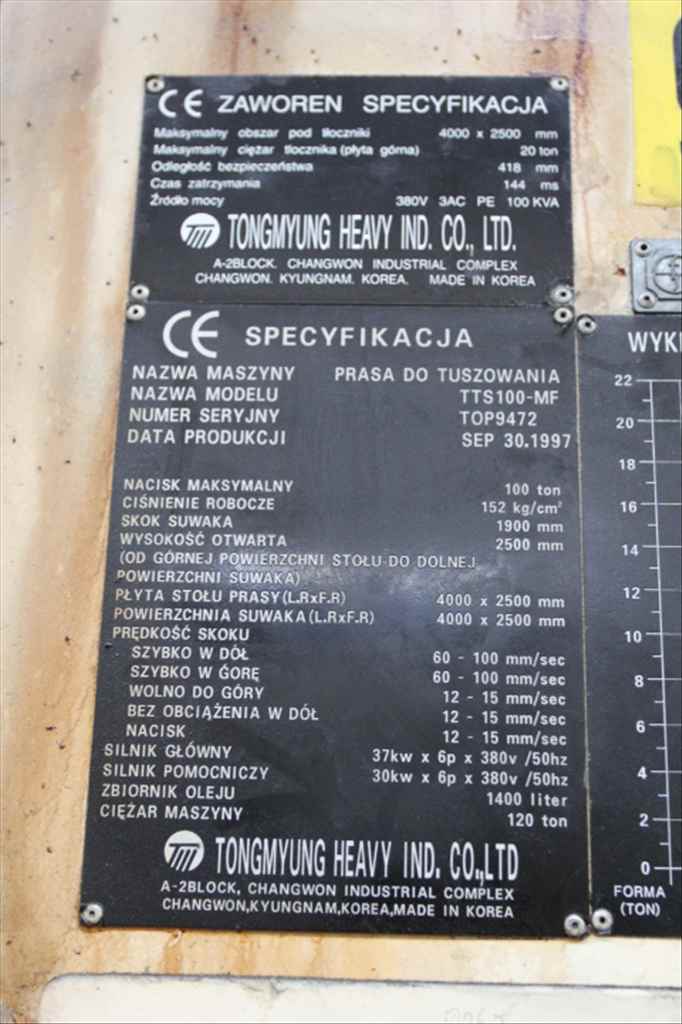 CE ZAWOREN SPECYFIKACJA
Maksymalny obszar pod tłoczniki 4000 x 2500 mm
Maksymalny ciężar tłocznika (płyta górna) 20 ton
Odległość bezpieczeństwa 418 mm
Czas zatrzymania 144 ms
Źródło mocy 380V 3AC PE 100 KVA
TM TONGMYUNG HEAVY IND. CO., LTD.
A-2BLOCK. CHANGWON INDUSTRIAL COMPLEX
CHANGWON. KYUNGNAM. KOREA. MADE IN KOREA
CE SPECYFIKACJA
NAZWA MASZYNY PRASA DO TUSZOWANIA
NAZWA MODELU TTS100-MF
NUMER SERYJNY TOP9472
DATA PRODUKCJI SEP 30.1997
NACISK MAKSYMALNY 100 ton
CIŚNIENIE ROBOCZE 152 kg/cm²
SKOK SUWAKA 1900 mm
WYSOKOŚĆ OTWARTA 2500 mm
(OD GÓRNEJ POWIERZCHNI STOŁU DO DOLNEJ
POWIERZCHNI SUWAKA)
PŁYTA STOŁU PRASY (L.RxF.R) 4000 x 2500 mm
POWIERZCHNIA SUWAKA (L.RxF.R) 4000 x 2500 mm
PRĘDKOŚĆ SKOKU
SZYBKO W DÓŁ 60 - 100 mm/sec
SZYBKO W GÓRĘ 60 - 100 mm/sec
WOLNO DO GÓRY 12 - 15 mm/sec
BEZ OBCIĄŻENIA W DÓŁ 12 - 15 mm/sec
NACISK 12 - 15 mm/sec
SILNIK GŁÓWNY 37kw x 6p x 380v /50hz
SILNIK POMOCNICZY 30kw x 6p x 380v /50hz
ZBIORNIK OLEJU 1400 liter
CIĘŻAR MASZYNY 120 ton
TM TONGMYUNG HEAVY IND. CO.,LTD
A-2BLOCK, CHANGWON INDUSTRIAL COMPLEX
CHANGWON,KYUNGNAM,KOREA,MADE IN KOREA
WYK
22
20
18
16
14
12
10
8
6
4
2
0
FORMA
(TON)